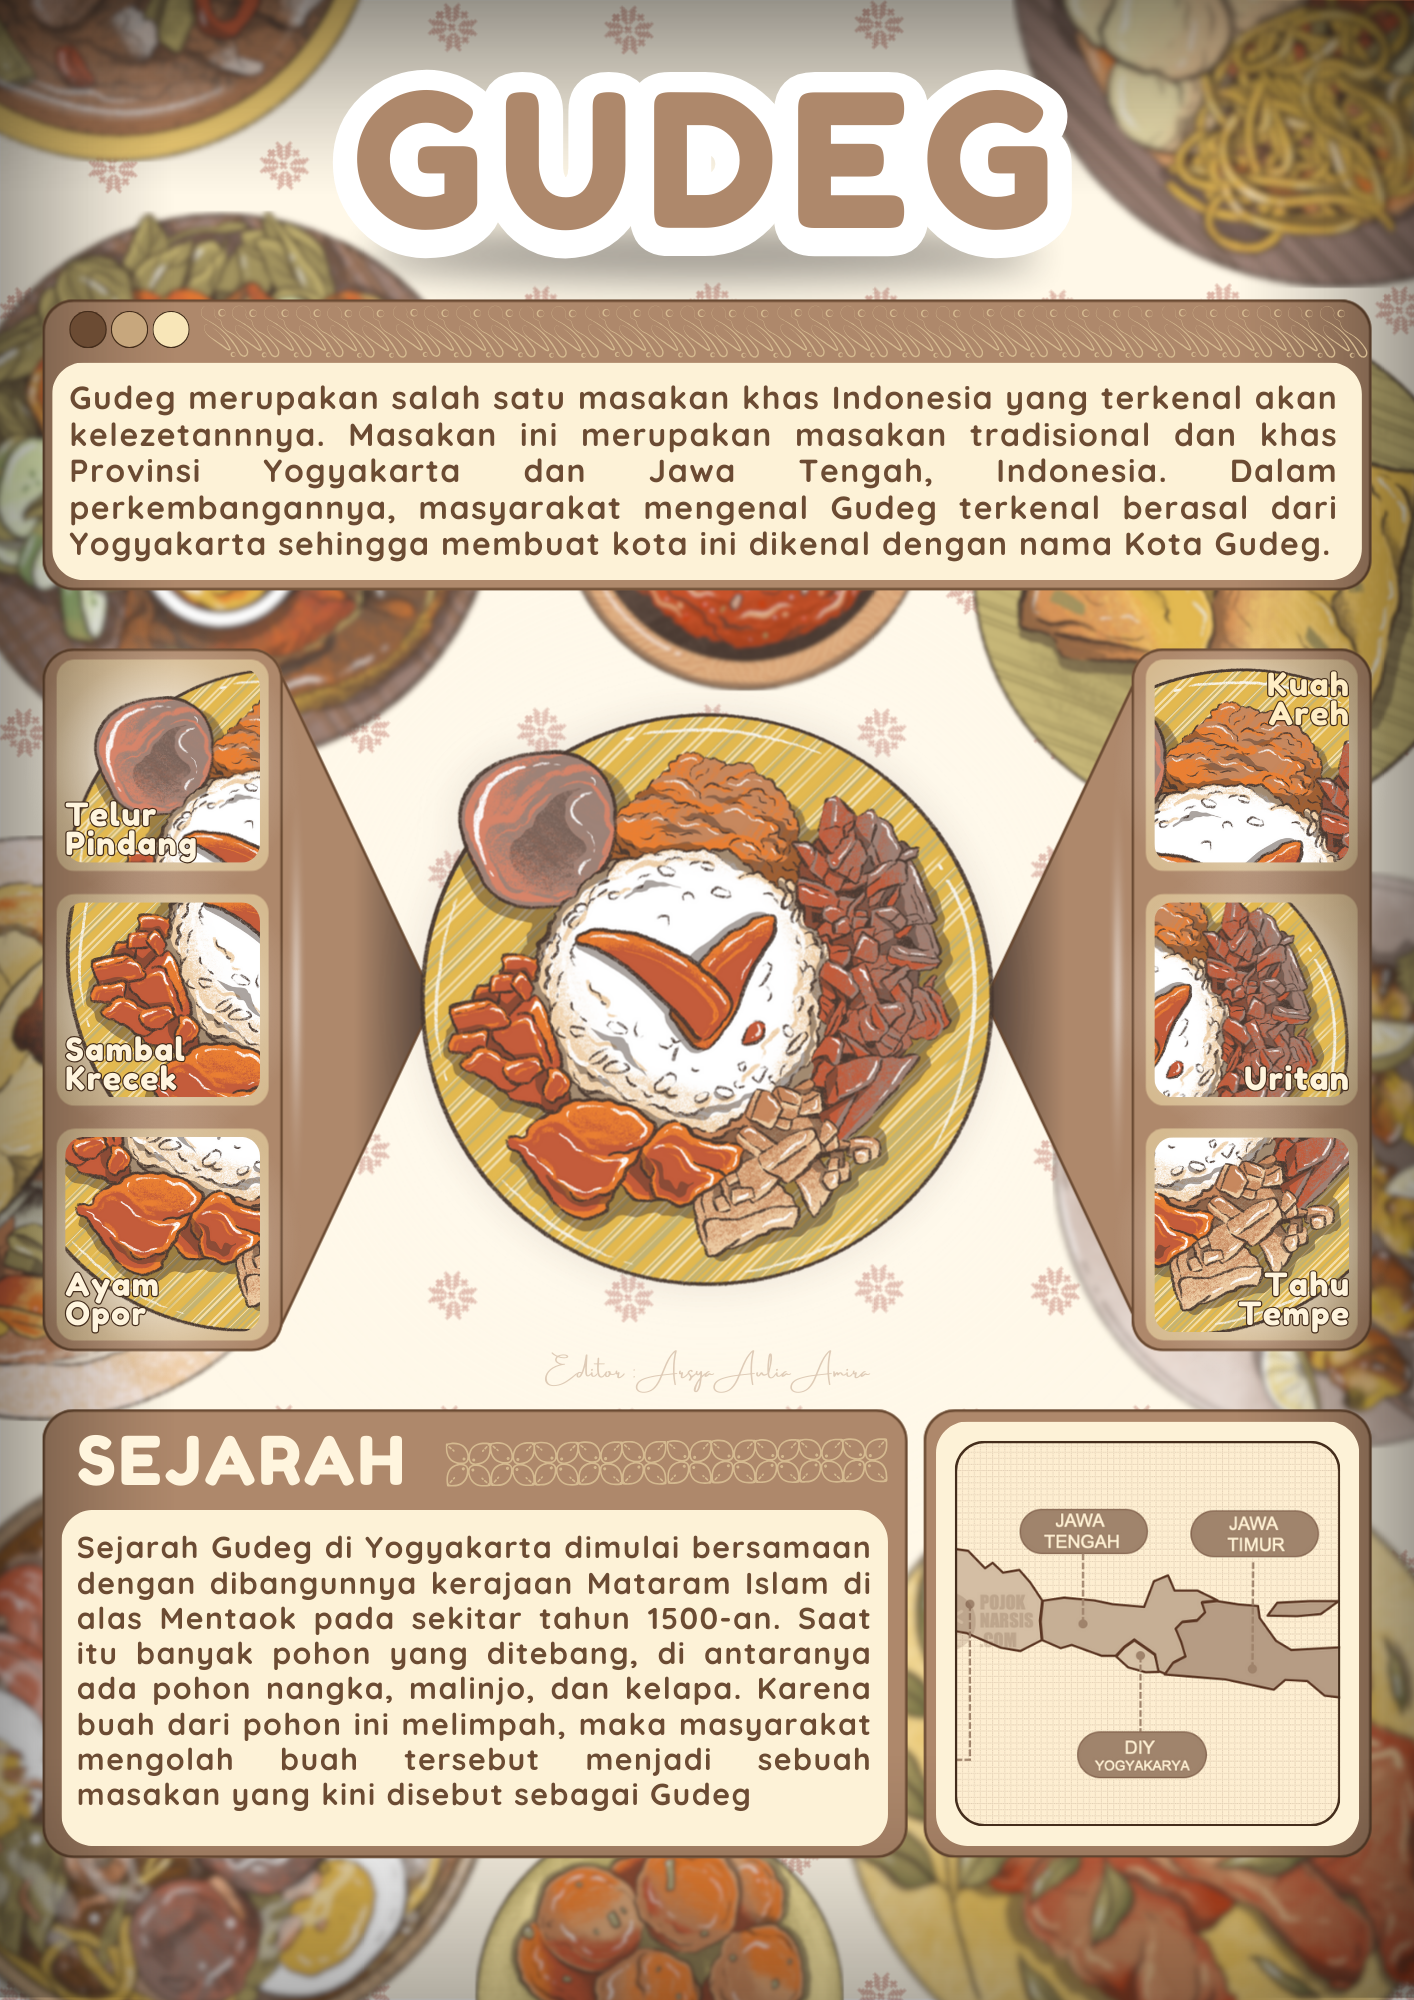 GUDEG
Gudeg merupakan salah satu masakan khas Indonesia yang terkenal akan
kelezetannnya. Masakan ini merupakan masakan tradisional dan khas
Provinsi Yogyakarta dan Jawa Tengah, Indonesia. Dalam
perkembangannya, masyarakat mengenal Gudeg terkenal berasal dari
Yogyakarta sehingga membuat kota ini dikenal dengan nama Kota Gudeg.
Telur
Pindang
Sambal
Krecek
Ayam
Opor
Kuah
Areh
Uritan
Tahu
Tempe
Editor : Arsya Aulia Amira
SEJARAH
Sejarah Gudeg di Yogyakarta dimulai bersamaan
dengan dibangunnya kerajaan Mataram Islam di
alas Mentaok pada sekitar tahun 1500-an. Saat
itu banyak pohon yang ditebang, di antaranya
ada pohon nangka, malinjo, dan kelapa. Karena
buah dari pohon ini melimpah, maka masyarakat
mengolah buah tersebut menjadi sebuah
masakan yang kini disebut sebagai Gudeg
JAWA
TENGAH
JAWA
TIMUR
POJOK
NARSIS
.COM
DIY
YOGYAKARYA